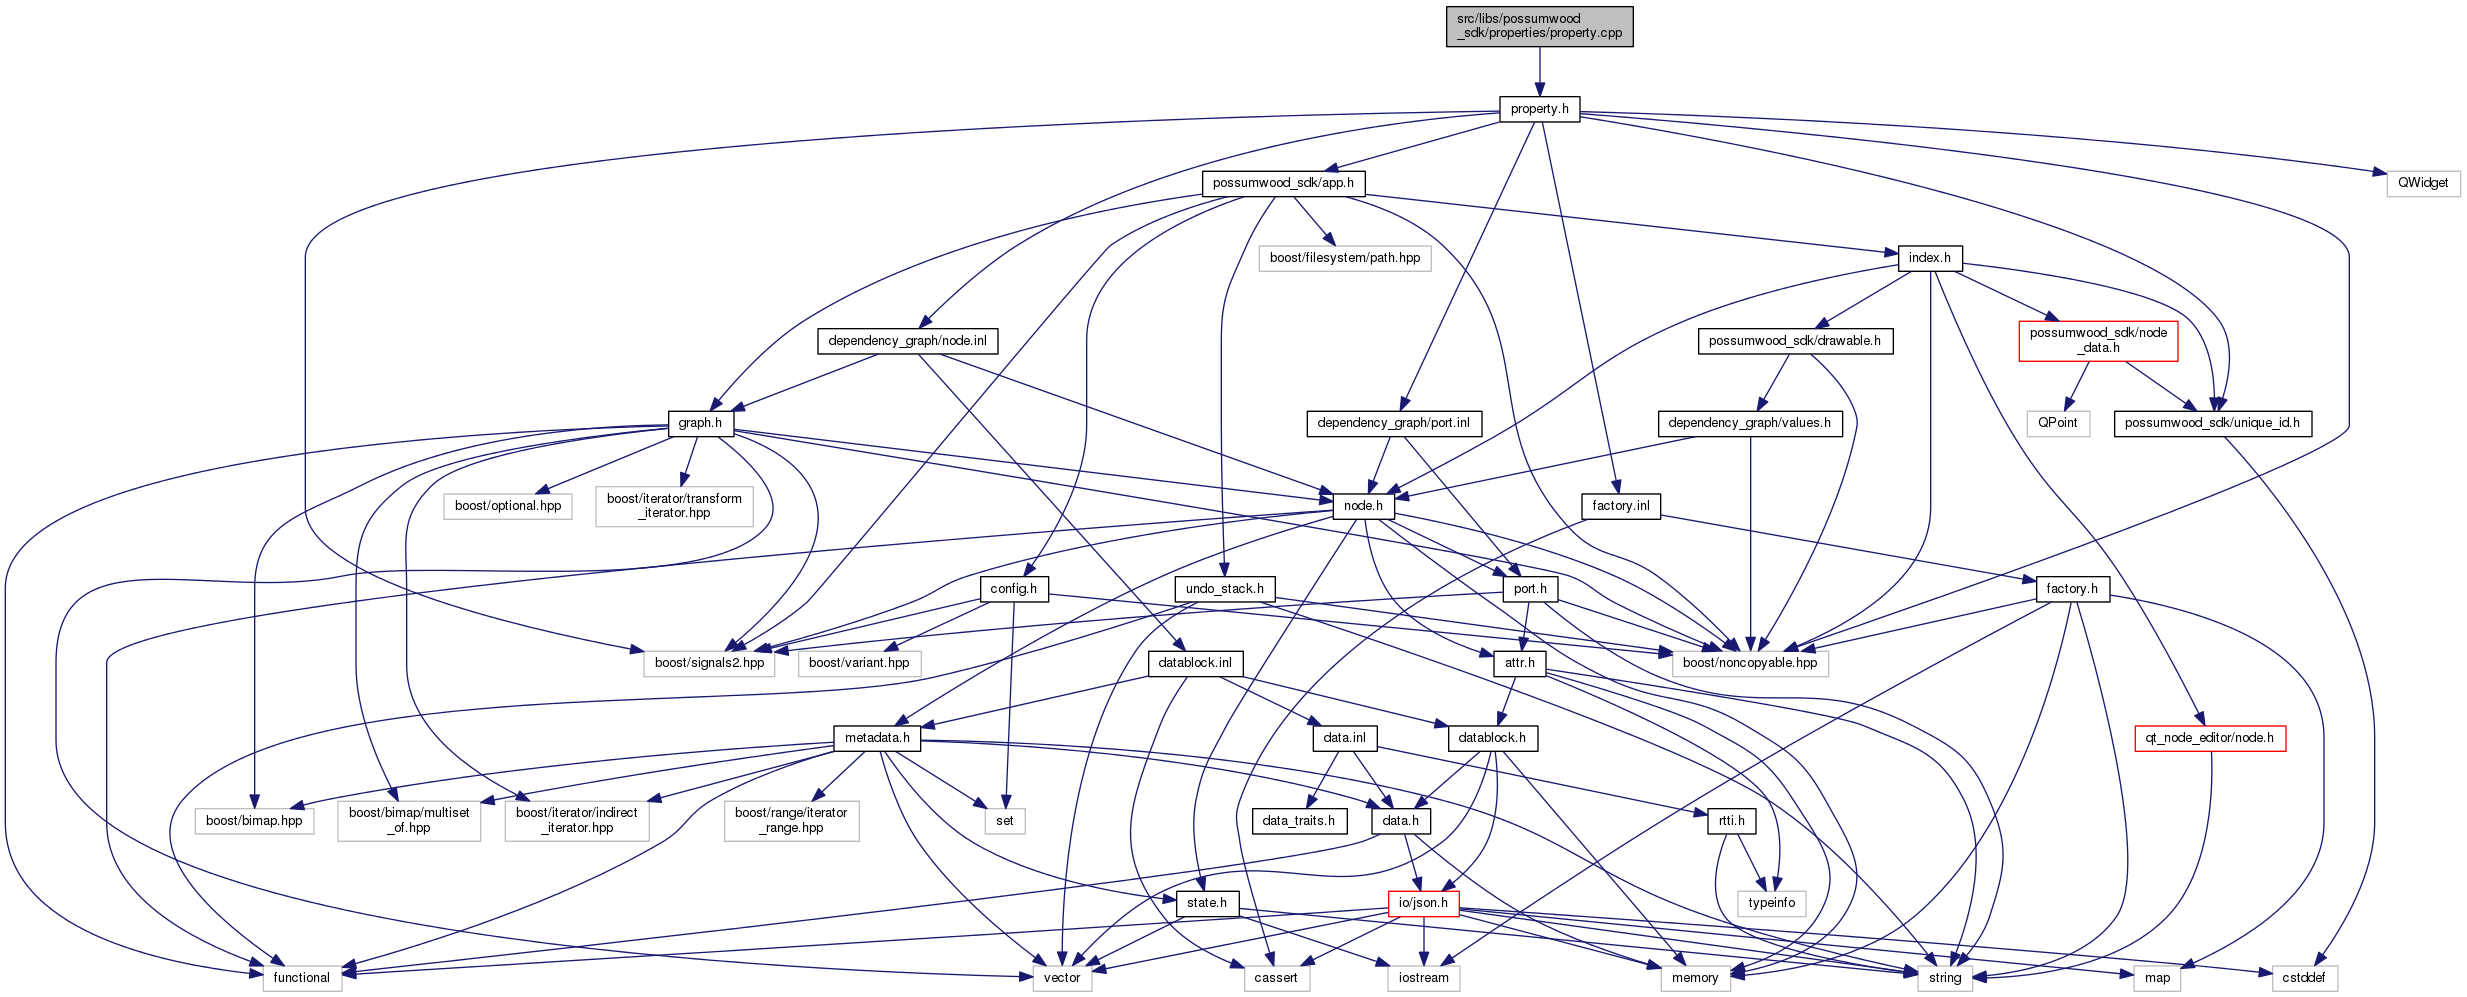 src/libs/possumwood
_sdk/properties/property.cpp
property.h
possumwood_sdk/app.h
QWidget
boost/filesystem/path.hpp
index.h
dependency_graph/node.inl
possumwood_sdk/drawable.h
possumwood_sdk/node
_data.h
graph.h
dependency_graph/port.inl
dependency_graph/values.h
QPoint
possumwood_sdk/unique_id.h
boost/optional.hpp
boost/iterator/transform
_iterator.hpp
node.h
factory.inl
config.h
undo_stack.h
port.h
factory.h
boost/signals2.hpp
boost/variant.hpp
datablock.inl
attr.h
boost/noncopyable.hpp
metadata.h
data.inl
datablock.h
qt_node_editor/node.h
boost/bimap.hpp
boost/bimap/multiset
_of.hpp
boost/iterator/indirect
_iterator.hpp
boost/range/iterator
_range.hpp
set
data_traits.h
data.h
rtti.h
state.h
io/json.h
typeinfo
functional
vector
cassert
iostream
memory
string
map
cstddef